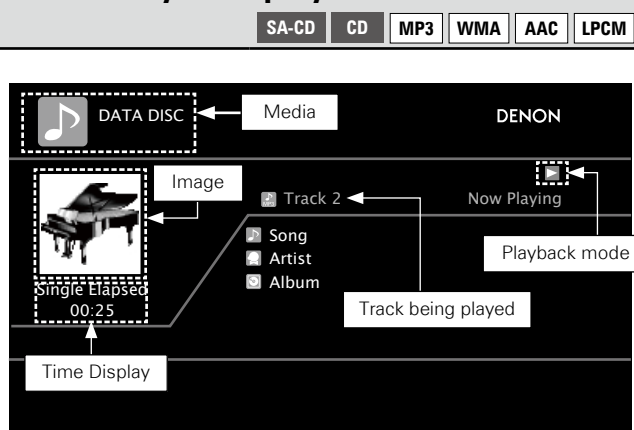 SA-CD CD MP3 WMA AAC LPCM
DATA DISC
Media
DENON
Image
MP3 Track 2
Now Playing
Song
Artist
Album
Playback mode
Track being played
Single Elapsed
00:25
Time Display